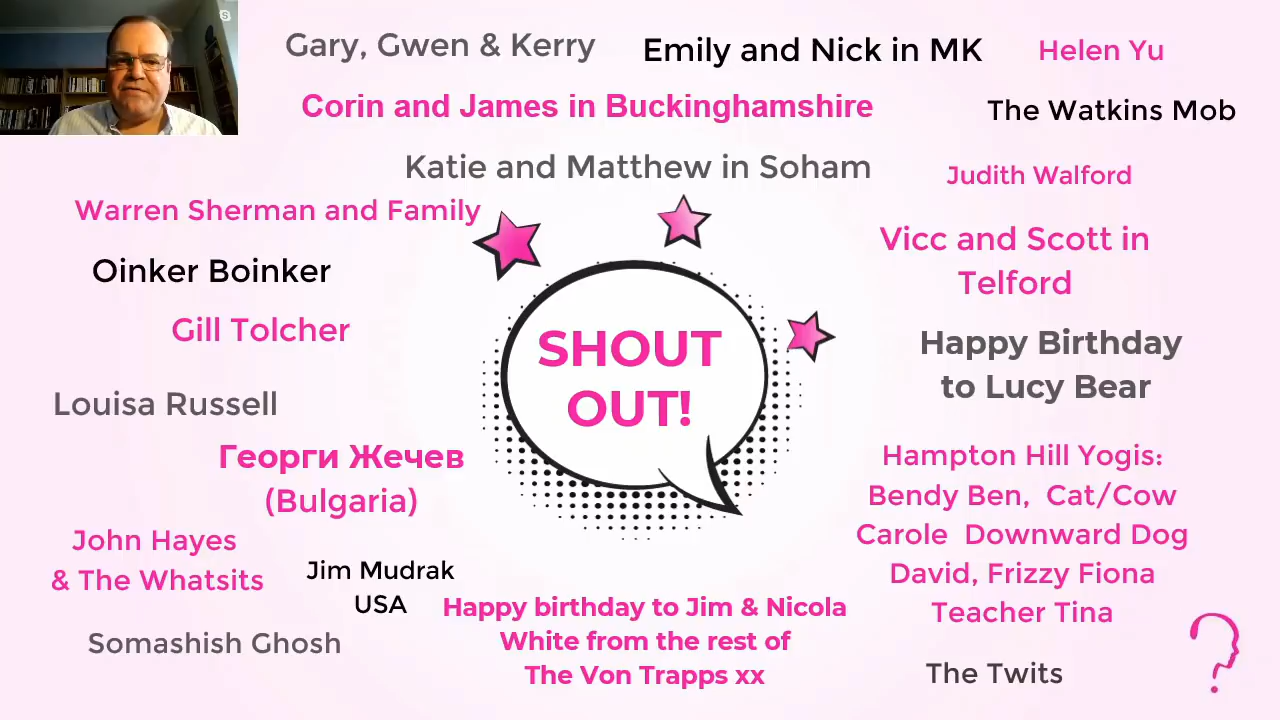 Gary, Gwen & Kerry
Emily and Nick in MK
Helen Yu
Corin and James in Buckinghamshire
The Watkins Mob
Katie and Matthew in Soham
Judith Walford
Warren Sherman and Family
Vicc and Scott in
Telford
Oinker Boinker
Gill Tolcher
SHOUT
OUT!
Happy Birthday
to Lucy Bear
Louisa Russell
Георги Жечев
(Bulgaria)
Hampton Hill Yogis:
Bendy Ben,  Cat/Cow
Carole  Downward Dog
David, Frizzy Fiona
Teacher Tina
John Hayes
& The Whatsits
Jim Mudrak
USA
Happy birthday to Jim & Nicola
White from the rest of
The Von Trapps xx
Somashish Ghosh
The Twits